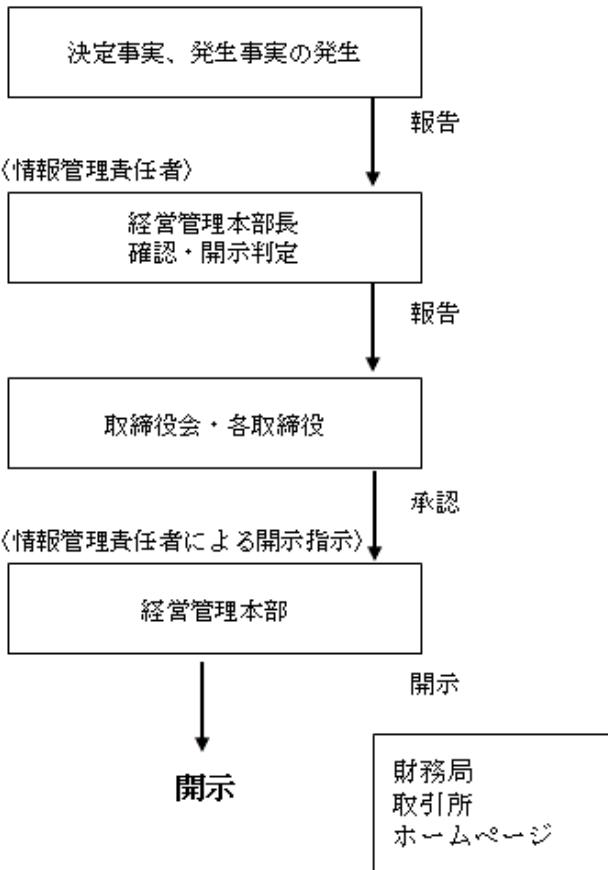 決定事実、発生事実の発生
報告
〈情報管理責任者〉
経営管理本部長
確認・開示判定
報告
取締役会・各取締役
承認
〈情報管理責任者による開示指示〉
経営管理本部
開示
開示
財務局
取引所
ホームページ